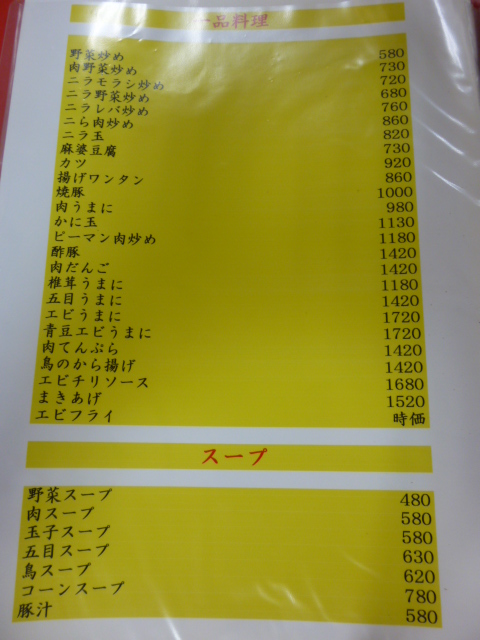 一品料理
野菜炒め 580
肉野菜炒め 730
ニラモヤシ炒め 720
ニラ野菜炒め 680
ニラレバ炒め 760
ニら肉炒め 860
ニラ玉 820
麻婆豆腐 730
カツ 920
揚げワンタン 860
焼豚 1000
肉うまに 980
かに玉 1130
ピーマン肉炒め 1180
酢豚 1420
肉だんご 1420
椎茸うまに 1180
五目うまに 1420
エビうまに 1720
青豆エビうまに 1720
肉てんぷら 1420
鳥のから揚げ 1420
エビチリソース 1680
まきあげ 1520
エビフライ 時価
スープ
野菜スープ 480
肉スープ 580
玉子スープ 580
五目スープ 630
鳥スープ 620
コーンスープ 780
豚汁 580